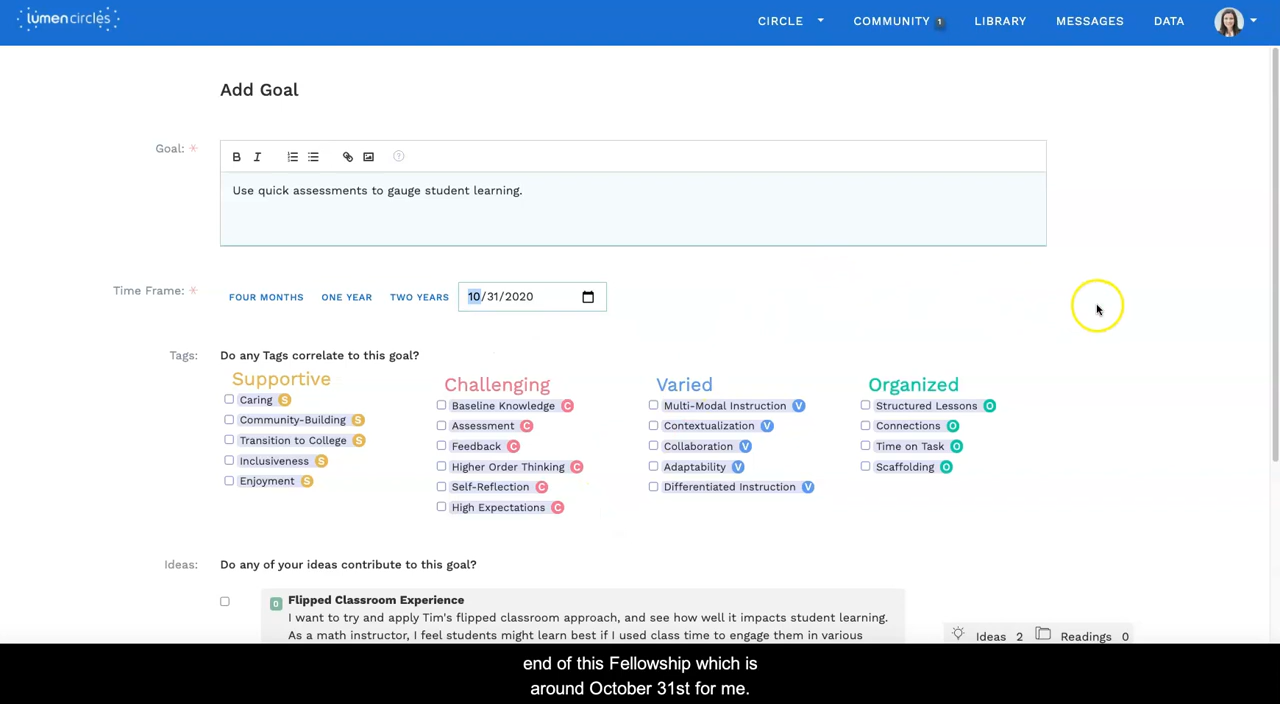 lumen circles
CIRCLE
COMMUNITY 1
LIBRARY
MESSAGES
DATA
Add Goal
Goal: *
B I
Use quick assessments to gauge student learning.
Time Frame: *
FOUR MONTHS
ONE YEAR
TWO YEARS
10/31/2020
Tags:
Do any Tags correlate to this goal?
Supportive
Caring S
Community-Building S
Transition to College S
Inclusiveness S
Enjoyment S
Challenging
Baseline Knowledge C
Assessment C
Feedback C
Higher Order Thinking C
Self-Reflection C
High Expectations C
Varied
Multi-Modal Instruction V
Contextualization V
Collaboration V
Adaptability V
Differentiated Instruction V
Organized
Structured Lessons O
Connections O
Time on Task O
Scaffolding O
Ideas:
Do any of your ideas contribute to this goal?
0 Flipped Classroom Experience
I want to try and apply Tim's flipped classroom approach, and see how well it impacts student learning.
As a math instructor, I feel students might learn best if I used class time to engage them in various
Ideas 2
Readings 0
end of this Fellowship which is
around October 31st for me.